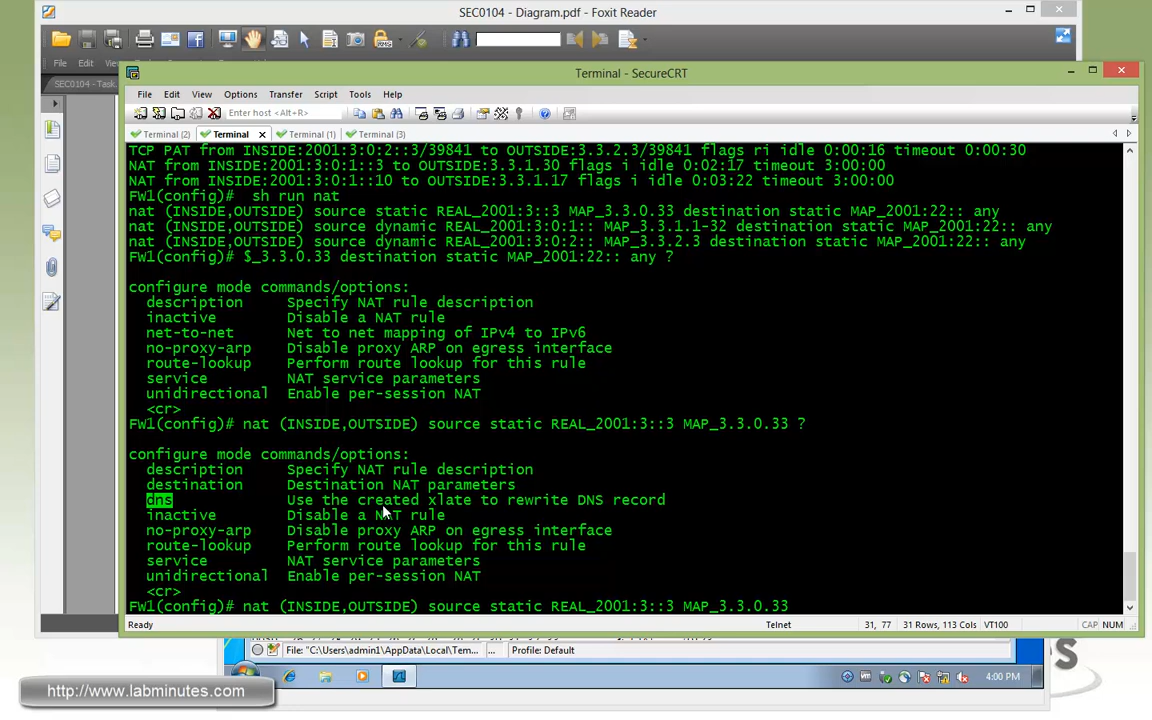 SEC0104 - Diagram.pdf - Foxit Reader
File Edit
SEC0104 - Task.
Terminal - SecureCRT
File Edit View Options Transfer Script Tools Help
Enter host <Alt+R>
Terminal (2) Terminal Terminal (1) Terminal (3)
TCP PAT from INSIDE:2001:3:0:2::3/39841 to OUTSIDE:3.3.2.3/39841 flags ri idle 0:00:16 timeout 0:00:30
NAT from INSIDE:2001:3:0:1::3 to OUTSIDE:3.3.1.30 flags i idle 0:02:17 timeout 3:00:00
NAT from INSIDE:2001:3:0:1::10 to OUTSIDE:3.3.1.17 flags i idle 0:03:22 timeout 3:00:00
FW1(config)#  sh run nat
nat (INSIDE,OUTSIDE) source static REAL_2001:3::3 MAP_3.3.0.33 destination static MAP_2001:22:: any
nat (INSIDE,OUTSIDE) source dynamic REAL_2001:3:0:1:: MAP_3.3.1.1-32 destination static MAP_2001:22:: any
nat (INSIDE,OUTSIDE) source dynamic REAL_2001:3:0:2:: MAP_3.3.2.3 destination static MAP_2001:22:: any
FW1(config)# $_3.3.0.33 destination static MAP_2001:22:: any ?
configure mode commands/options:
description Specify NAT rule description
inactive Disable a NAT rule
net-to-net Net to net mapping of IPv4 to IPv6
no-proxy-arp Disable proxy ARP on egress interface
route-lookup Perform route lookup for this rule
service NAT service parameters
unidirectional Enable per-session NAT
<cr>
FW1(config)# nat (INSIDE,OUTSIDE) source static REAL_2001:3::3 MAP_3.3.0.33 ?
configure mode commands/options:
description Specify NAT rule description
destination Destination NAT parameters
dns Use the created xlate to rewrite DNS record
inactive Disable a NAT rule
no-proxy-arp Disable proxy ARP on egress interface
route-lookup Perform route lookup for this rule
service NAT service parameters
unidirectional Enable per-session NAT
<cr>
FW1(config)# nat (INSIDE,OUTSIDE) source static REAL_2001:3::3 MAP_3.3.0.33
Ready Telnet 31, 77 31 Rows, 113 Cols VT100 CAP NUM
File: "C:\Users\admin1\AppData\Local\Tem... ... Profile: Default
4:00 PM
http://www.labminutes.com